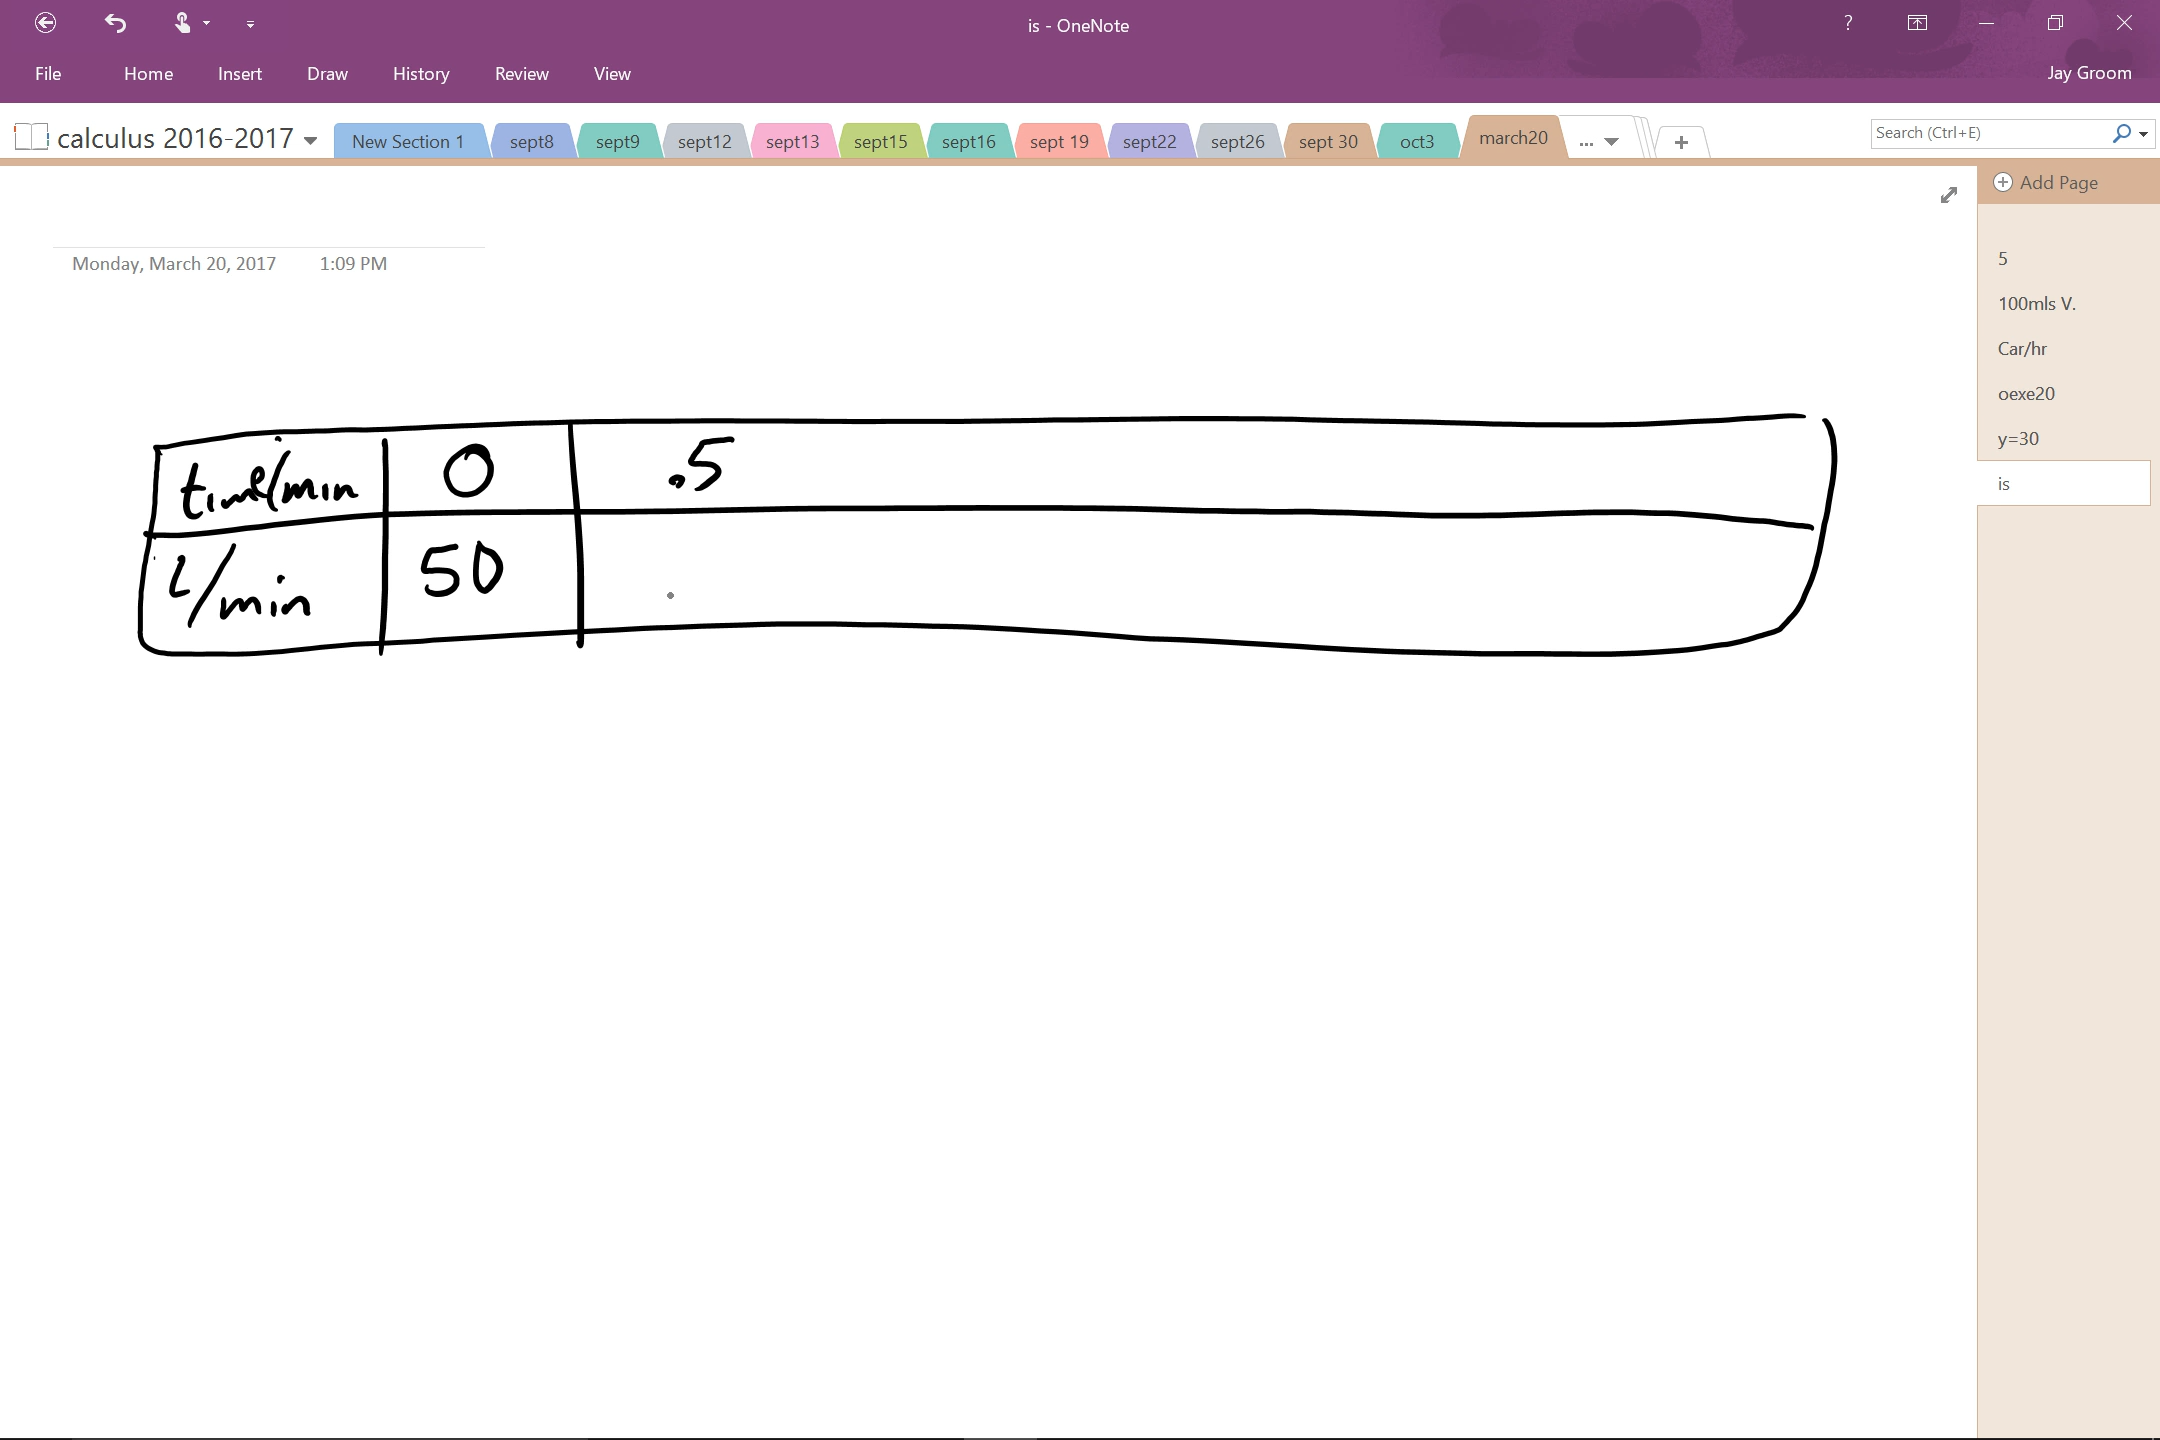 is - OneNote
?
File Home Insert Draw History Review View
Jay Groom
calculus 2016-2017
New Section 1 sept8 sept9 sept12 sept13 sept15 sept16 sept 19 sept22 sept26 sept 30 oct3 march20 ... +
Search (Ctrl+E)
Add Page
Monday, March 20, 2017 1:09 PM
5
100mls V.
Car/hr
oexe20
y=30
is
time/min 0 .5
L/min 50